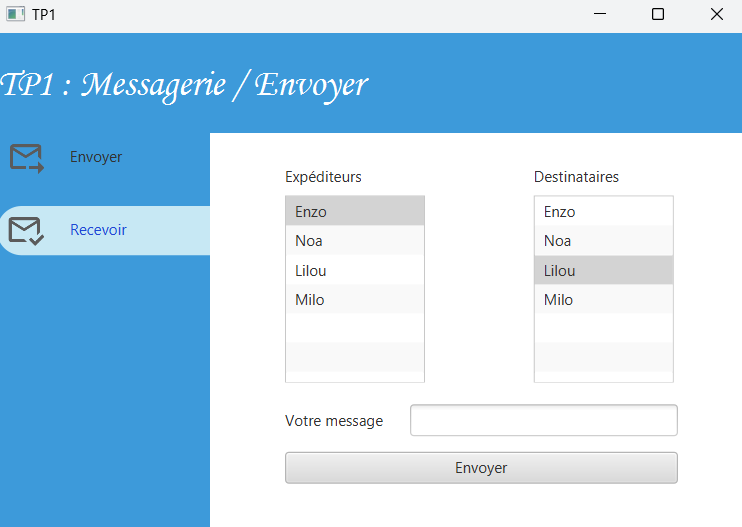 TP1
TP1 : Messagerie / Envoyer
Envoyer
Recevoir
Expéditeurs
Enzo
Noa
Lilou
Milo
Destinataires
Enzo
Noa
Lilou
Milo
Votre message
Envoyer